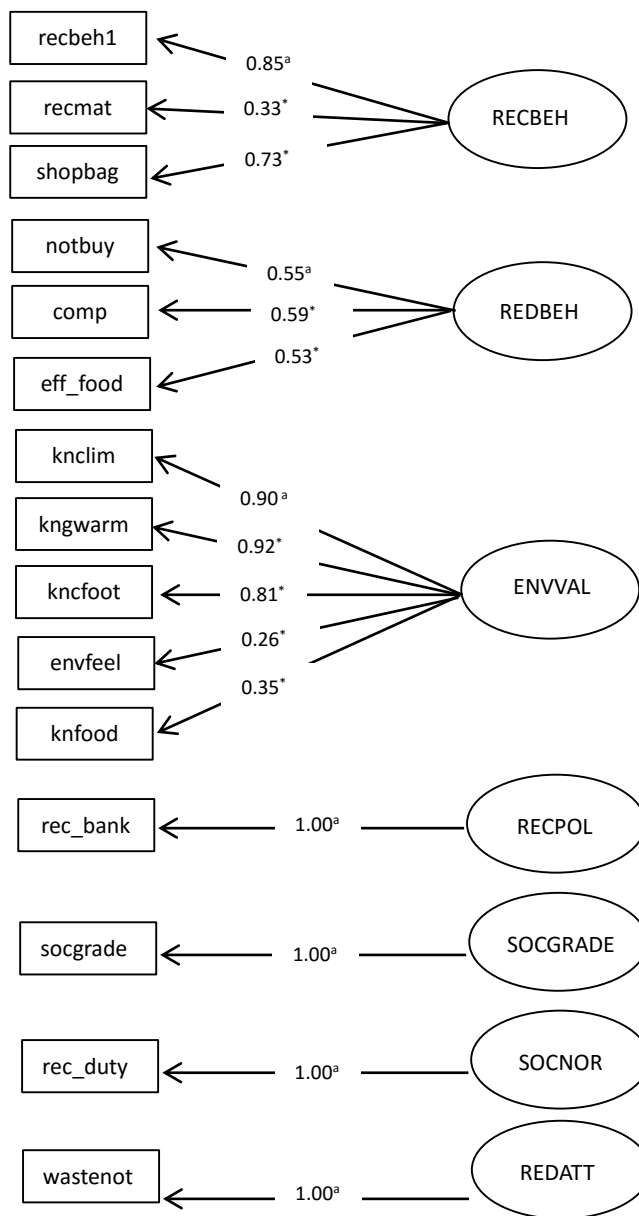 recbeh1
0.85ᵃ
recmat
0.33*
RECBEH
shopbag
0.73*
notbuy
0.55ᵃ
comp
0.59*
REDBEH
eff_food
0.53*
knclim
0.90 ᵃ
kngwarm
0.92*
kncfoot
0.81*
ENVVAL
envfeel
0.26*
knfood
0.35*
rec_bank
1.00ᵃ
RECPOL
socgrade
1.00ᵃ
SOCGRADE
rec_duty
1.00ᵃ
SOCNOR
wastenot
1.00ᵃ
REDATT